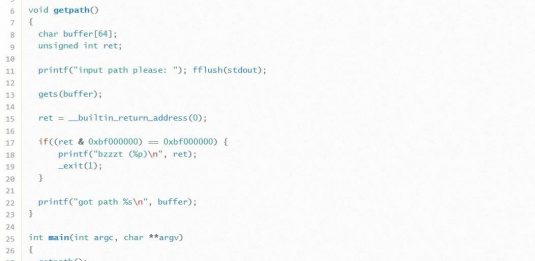 6 void getpath()
7 {
8 char buffer[64];
9 unsigned int ret;
10
11 printf("input path please: "); fflush(stdout);
12
13 gets(buffer);
14
15 ret = __builtin_return_address(0);
16
17 if((ret & 0xbf000000) == 0xbf000000) {
18 printf("bzzzt (%p)\n", ret);
19 _exit(1);
20 }
21
22 printf("got path %s\n", buffer);
23 }
24
25 int main(int argc, char **argv)
26 {